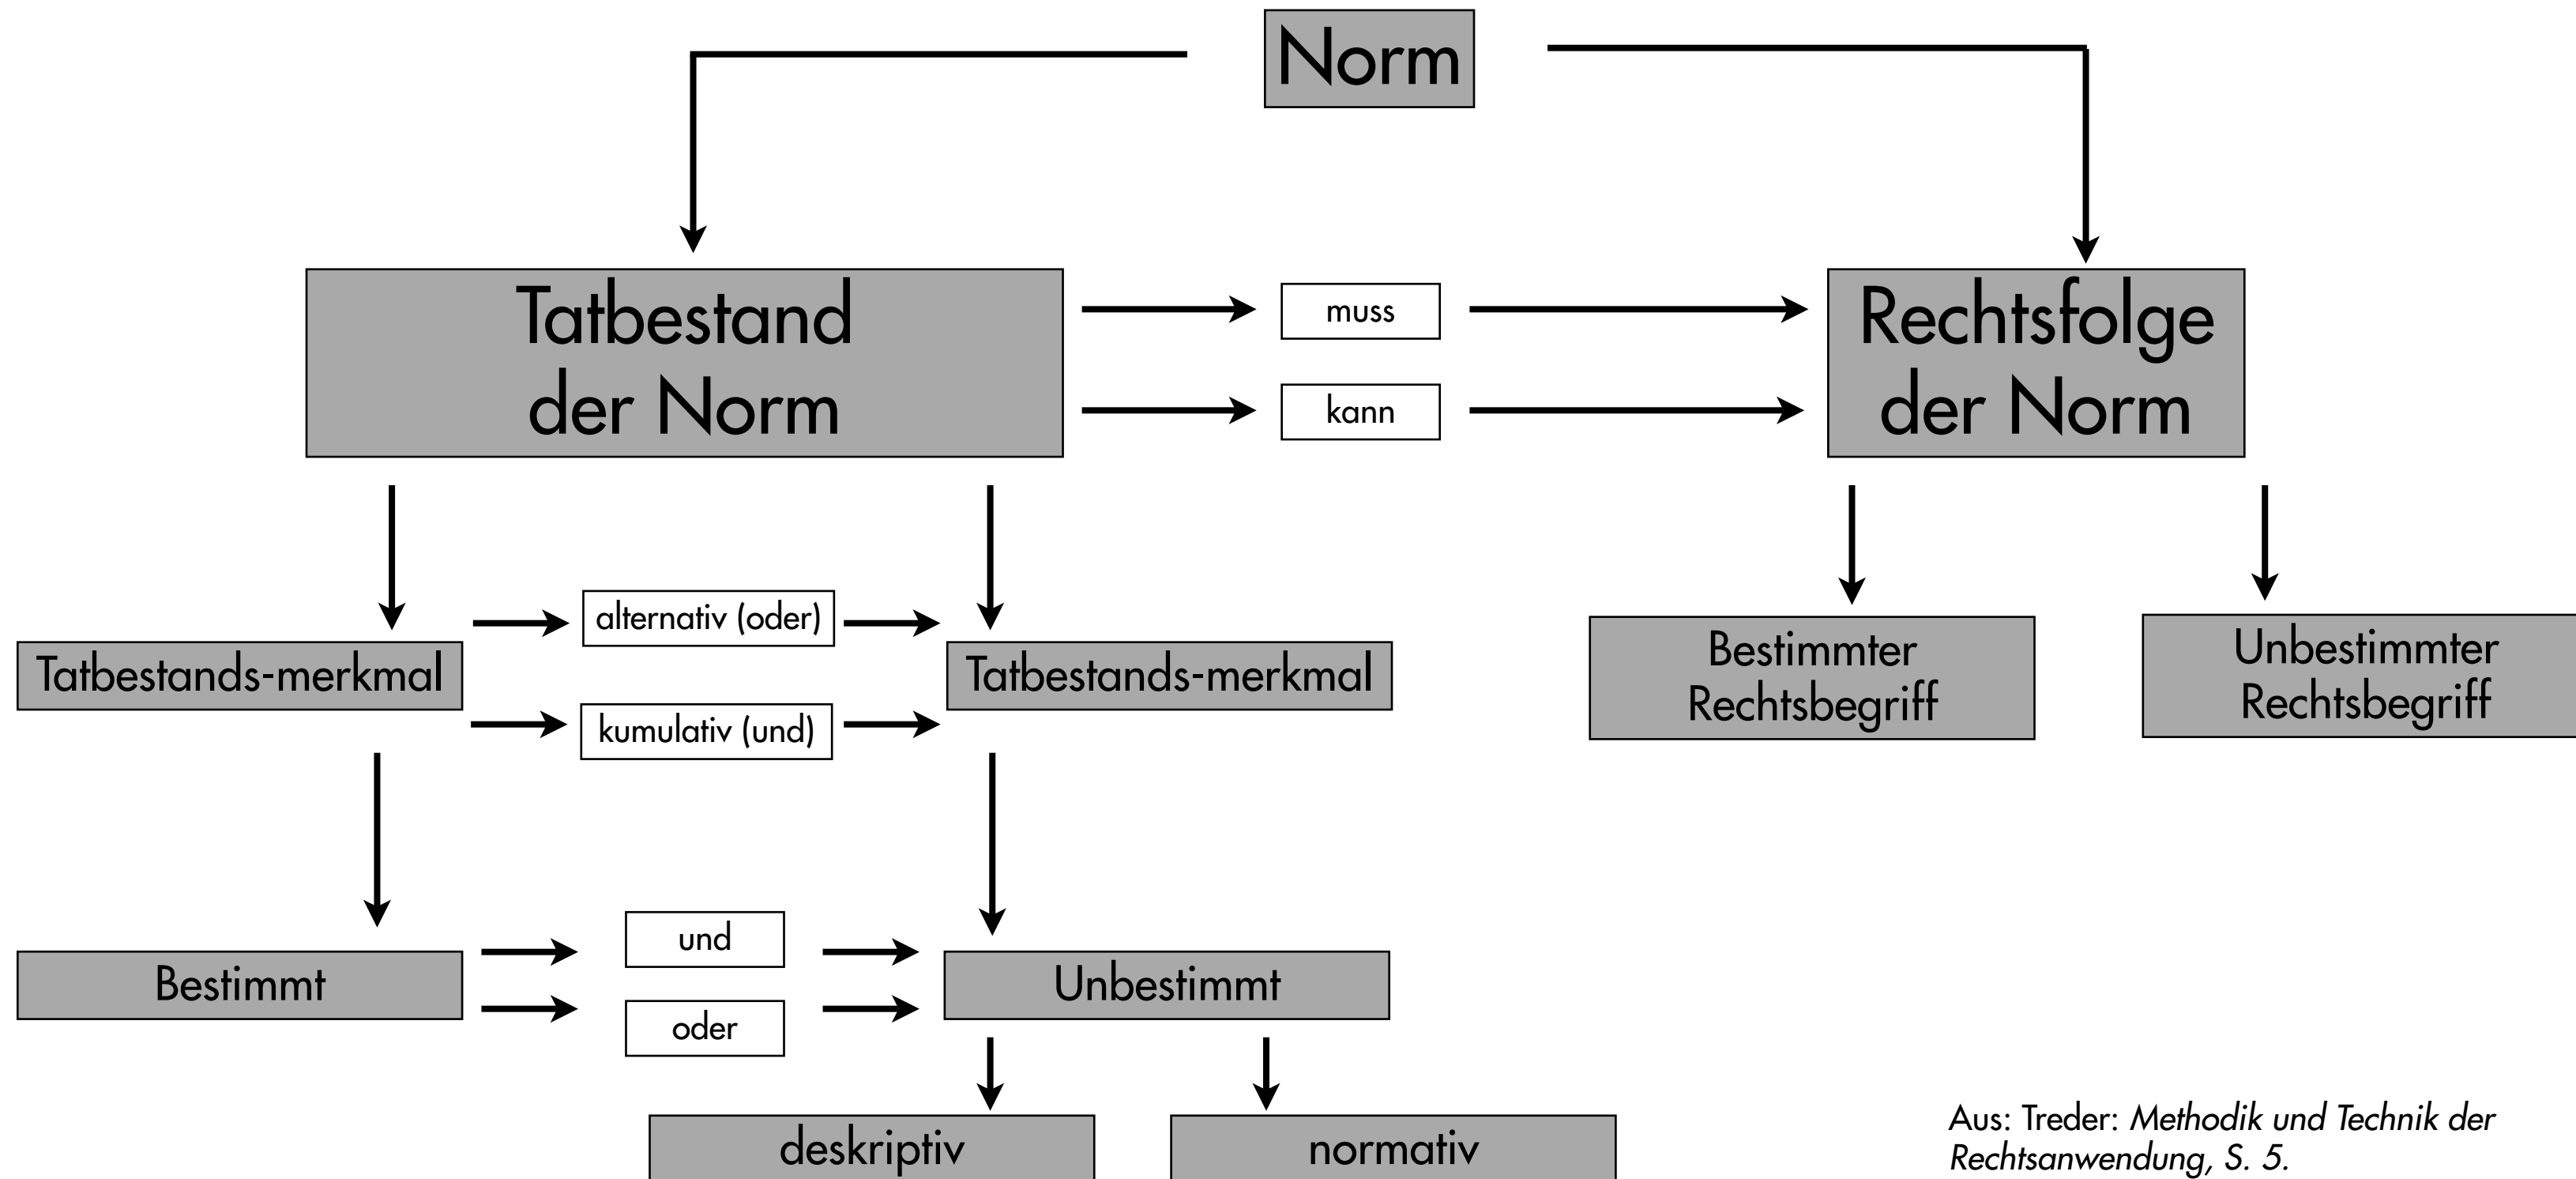 Norm
Tatbestand
der Norm
muss
kann
Rechtsfolge
der Norm
Tatbestands-merkmal
alternativ (oder)
kumulativ (und)
Tatbestands-merkmal
Bestimmter
Rechtsbegriff
Unbestimmter
Rechtsbegriff
Bestimmt
und
oder
Unbestimmt
deskriptiv
normativ
Aus: Treder: Methodik und Technik der
Rechtsanwendung, S. 5.